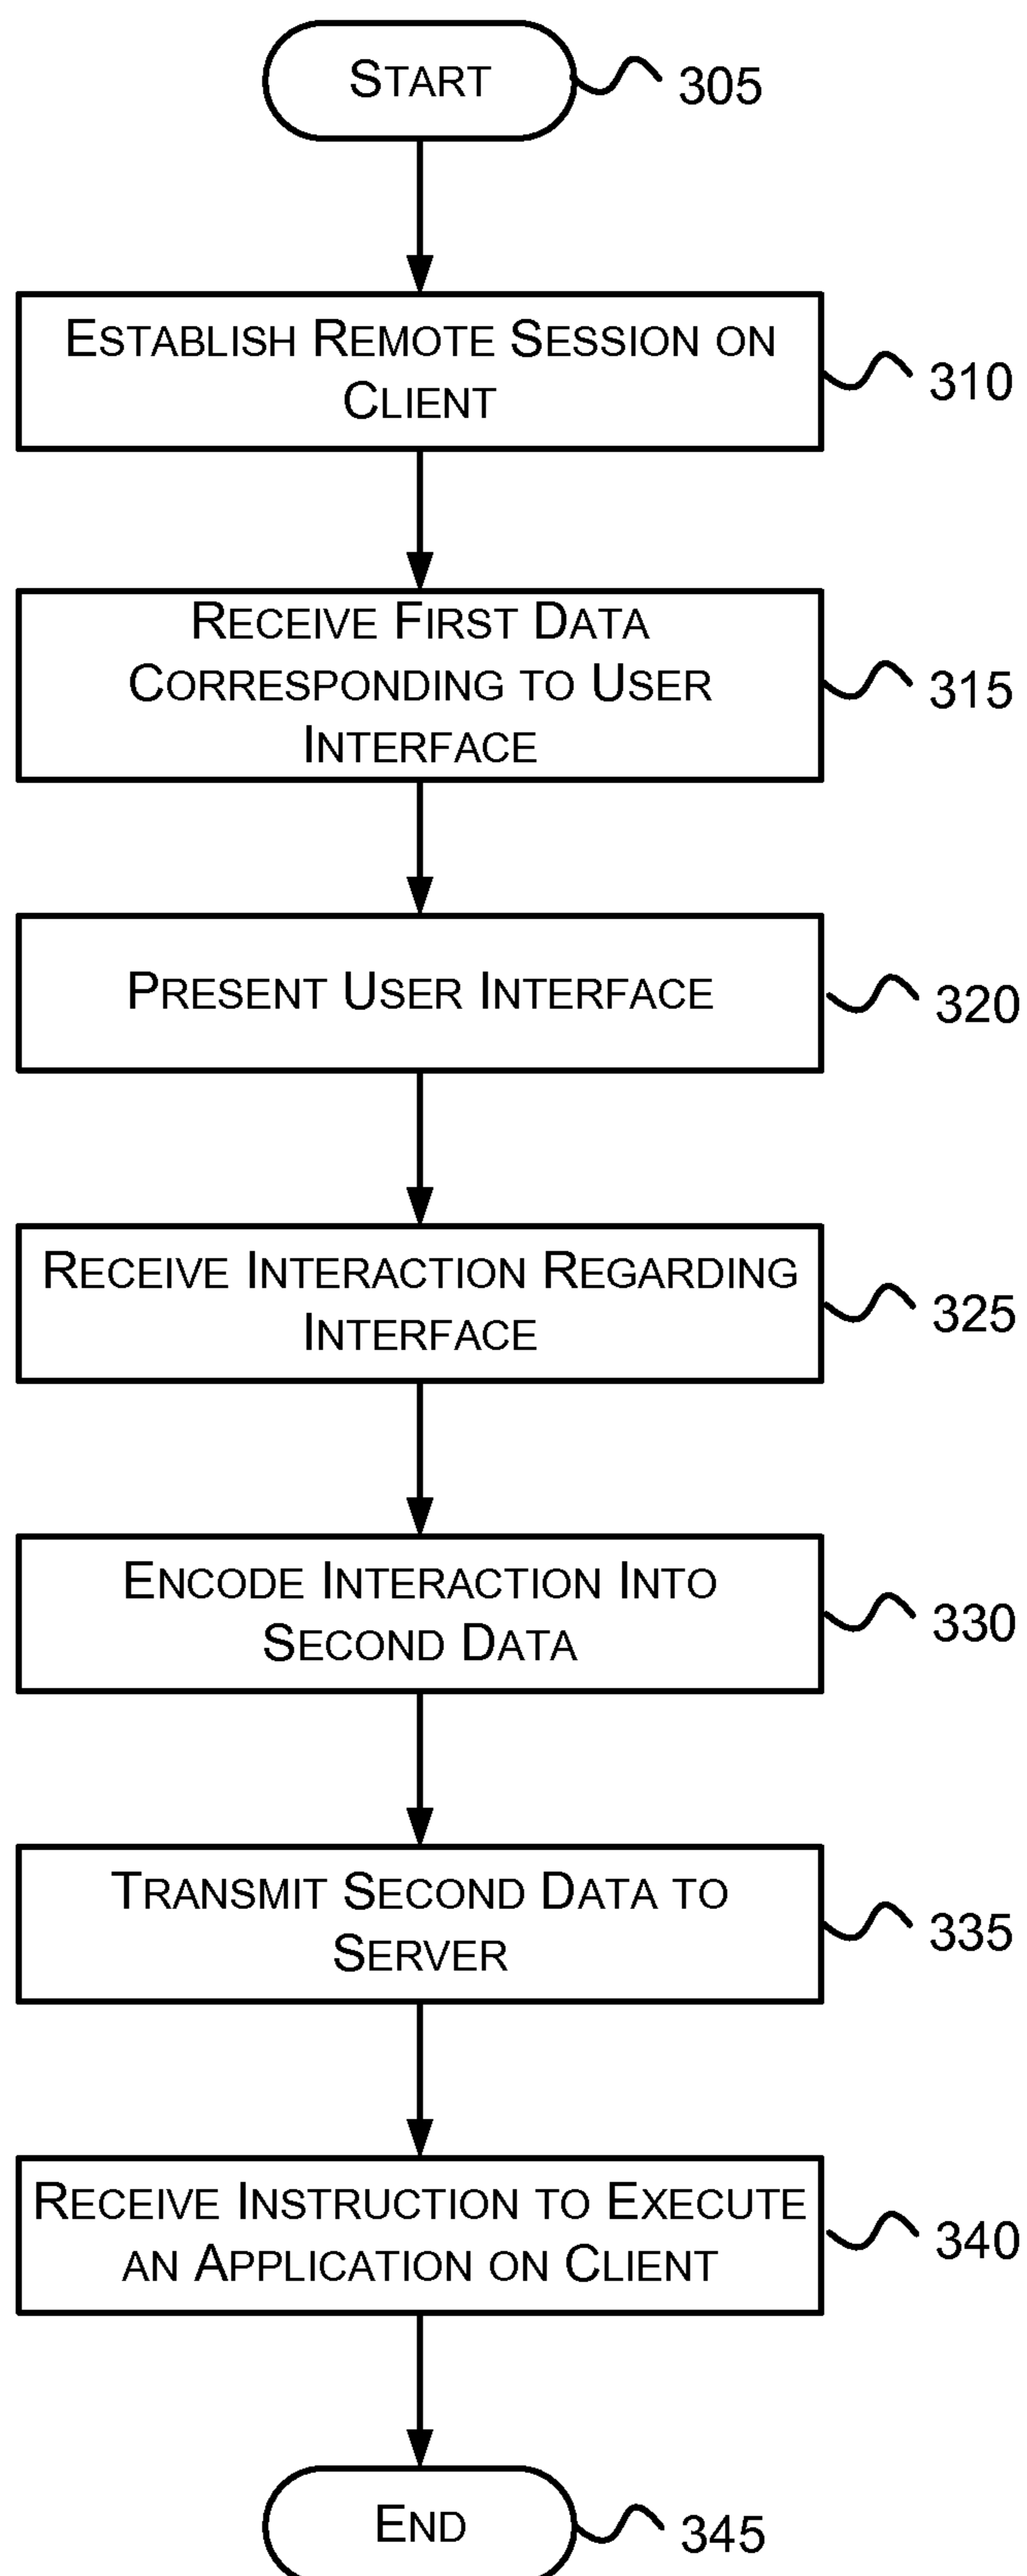 START
305
ESTABLISH REMOTE SESSION ON
CLIENT
310
RECEIVE FIRST DATA
CORRESPONDING TO USER
INTERFACE
315
PRESENT USER INTERFACE
320
RECEIVE INTERACTION REGARDING
INTERFACE
325
ENCODE INTERACTION INTO
SECOND DATA
330
TRANSMIT SECOND DATA TO
SERVER
335
RECEIVE INSTRUCTION TO EXECUTE
AN APPLICATION ON CLIENT
340
END
345